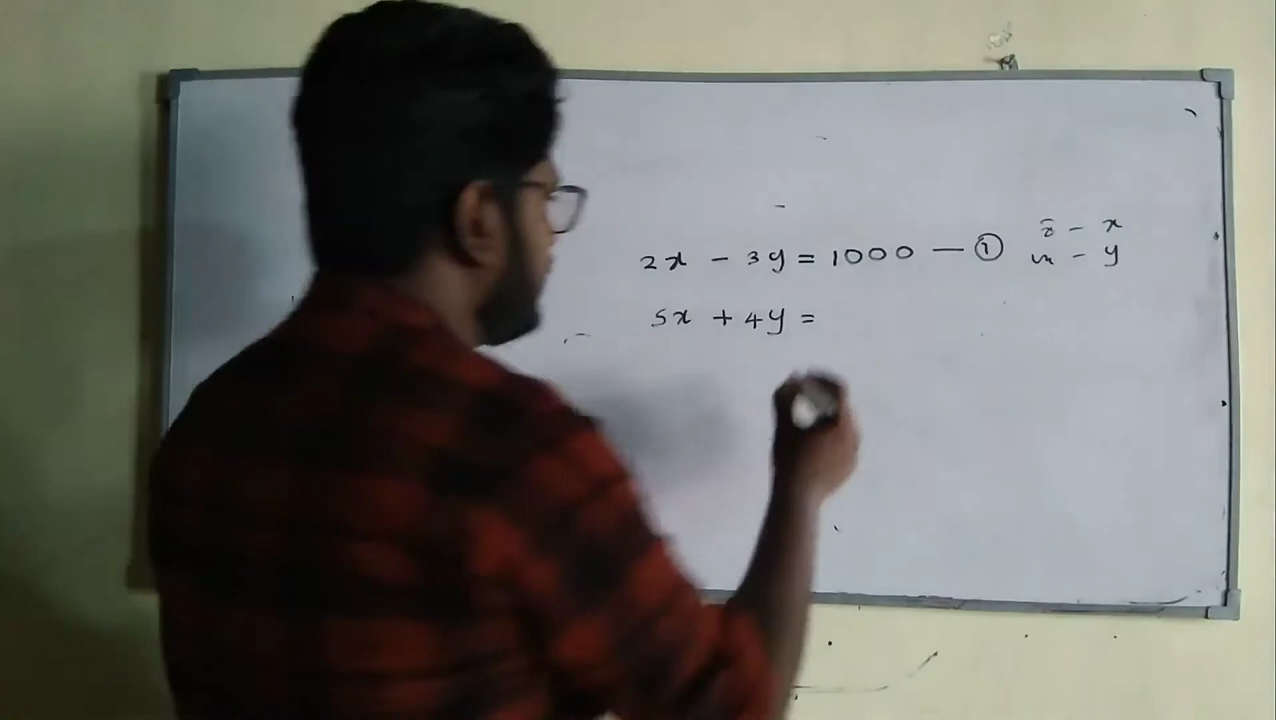 2x - 3y = 1000 — ①
5x + 4y =
- x
- y